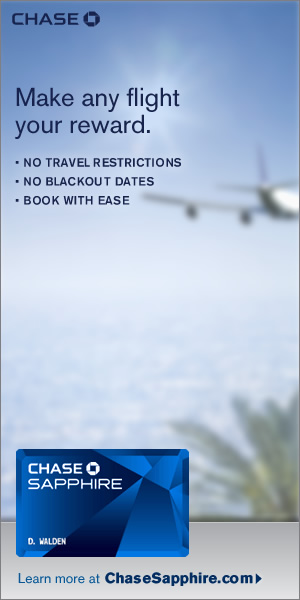 CHASE
Make any flight
your reward.
• NO TRAVEL RESTRICTIONS
• NO BLACKOUT DATES
• BOOK WITH EASE
CHASE
SAPPHIRE
D. WALDEN
Learn more at ChaseSapphire.com